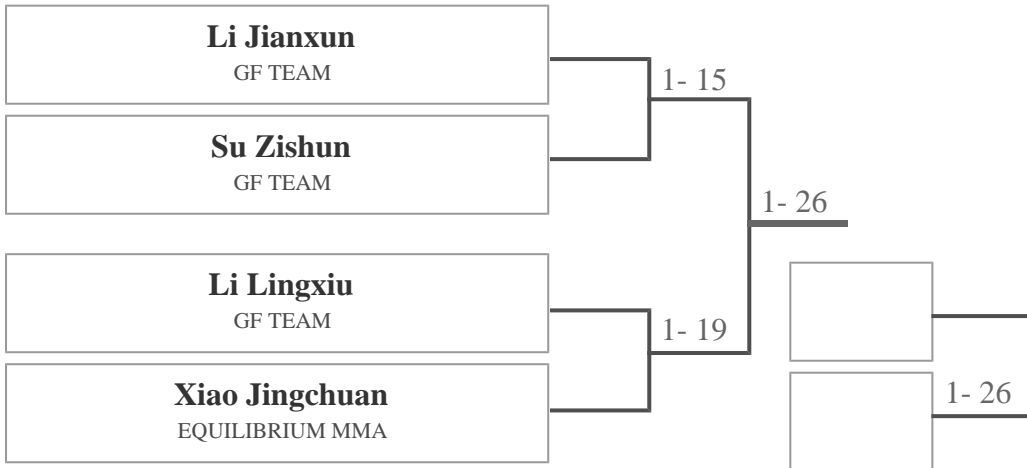 Li Jianxun
GF TEAM
1- 15
Su Zishun
GF TEAM
1- 26
Li Lingxiu
GF TEAM
1- 19
Xiao Jingchuan
EQUILIBRIUM MMA
1- 26